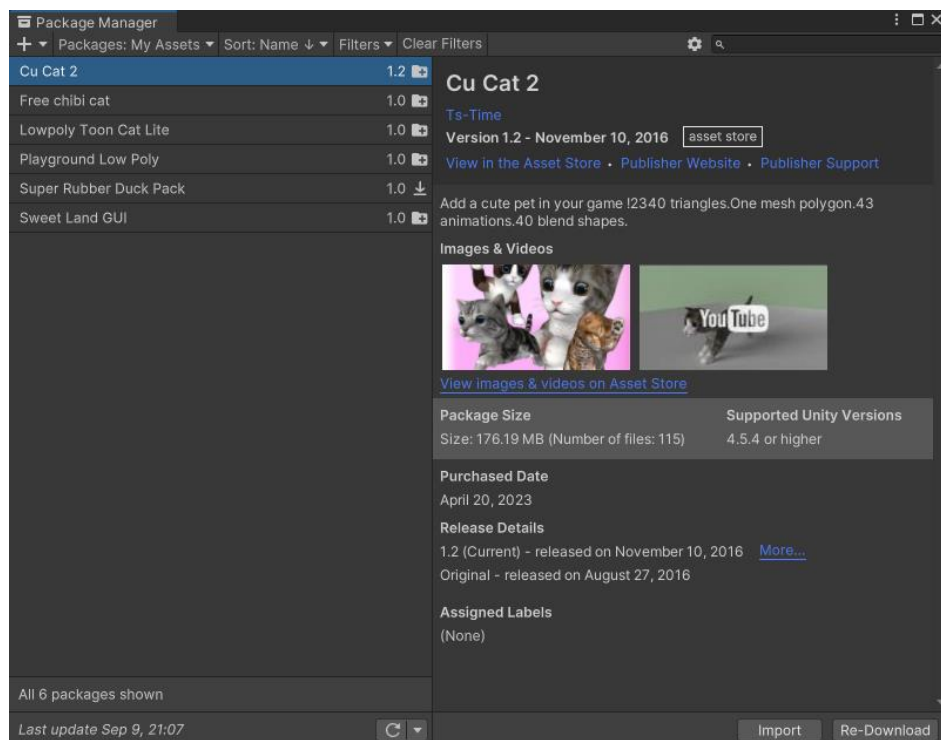 Package Manager
Packages: My Assets Sort: Name ↓ Filters Clear Filters
Cu Cat 2 1.2
Free chibi cat 1.0
Lowpoly Toon Cat Lite 1.0
Playground Low Poly 1.0
Super Rubber Duck Pack 1.0
Sweet Land GUI 1.0
All 6 packages shown
Last update Sep 9, 21:07
Cu Cat 2
Ts-Time
Version 1.2 - November 10, 2016 asset store
View in the Asset Store • Publisher Website • Publisher Support
Add a cute pet in your game !2340 triangles.One mesh polygon.43
animations.40 blend shapes.
Images & Videos
YouTube
View images & videos on Asset Store
Package Size Supported Unity Versions
Size: 176.19 MB (Number of files: 115) 4.5.4 or higher
Purchased Date
April 20, 2023
Release Details
1.2 (Current) - released on November 10, 2016 More...
Original - released on August 27, 2016
Assigned Labels
(None)
Import Re-Download